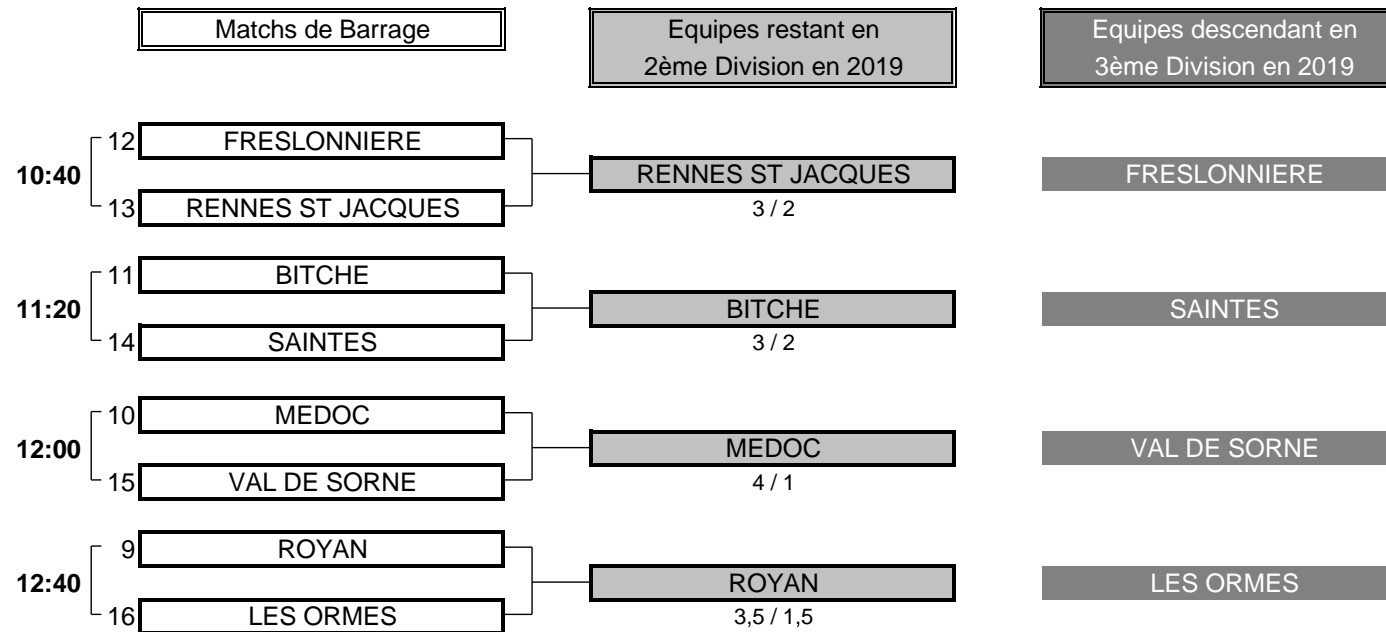 Matchs de Barrage
Equipes restant en
2ème Division en 2019
Equipes descendant en
3ème Division en 2019
12 FRESLONNIERE
10:40 RENNES ST JACQUES FRESLONNIERE
13 RENNES ST JACQUES 3 / 2
11 BITCHE
11:20 BITCHE SAINTES
14 SAINTES 3 / 2
10 MEDOC
12:00 MEDOC VAL DE SORNE
15 VAL DE SORNE 4 / 1
9 ROYAN
12:40 ROYAN LES ORMES
16 LES ORMES 3,5 / 1,5